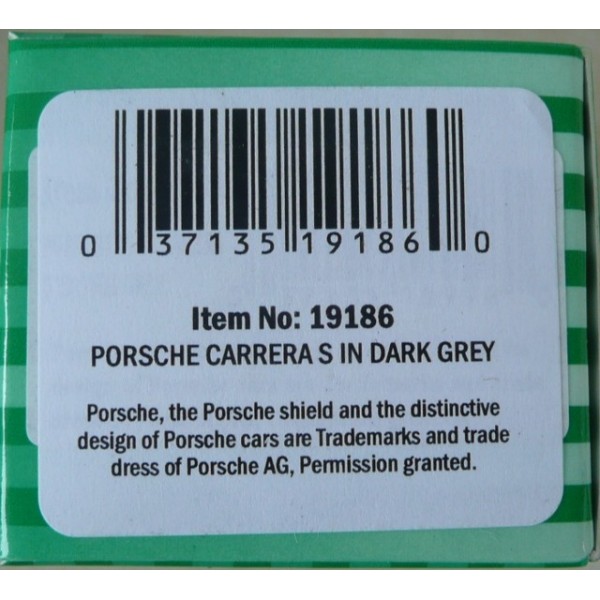 0 37135 19186 0
Item No: 19186
PORSCHE CARRERA S IN DARK GREY
Porsche, the Porsche shield and the distinctive
design of Porsche cars are Trademarks and trade
dress of Porsche AG, Permission granted.